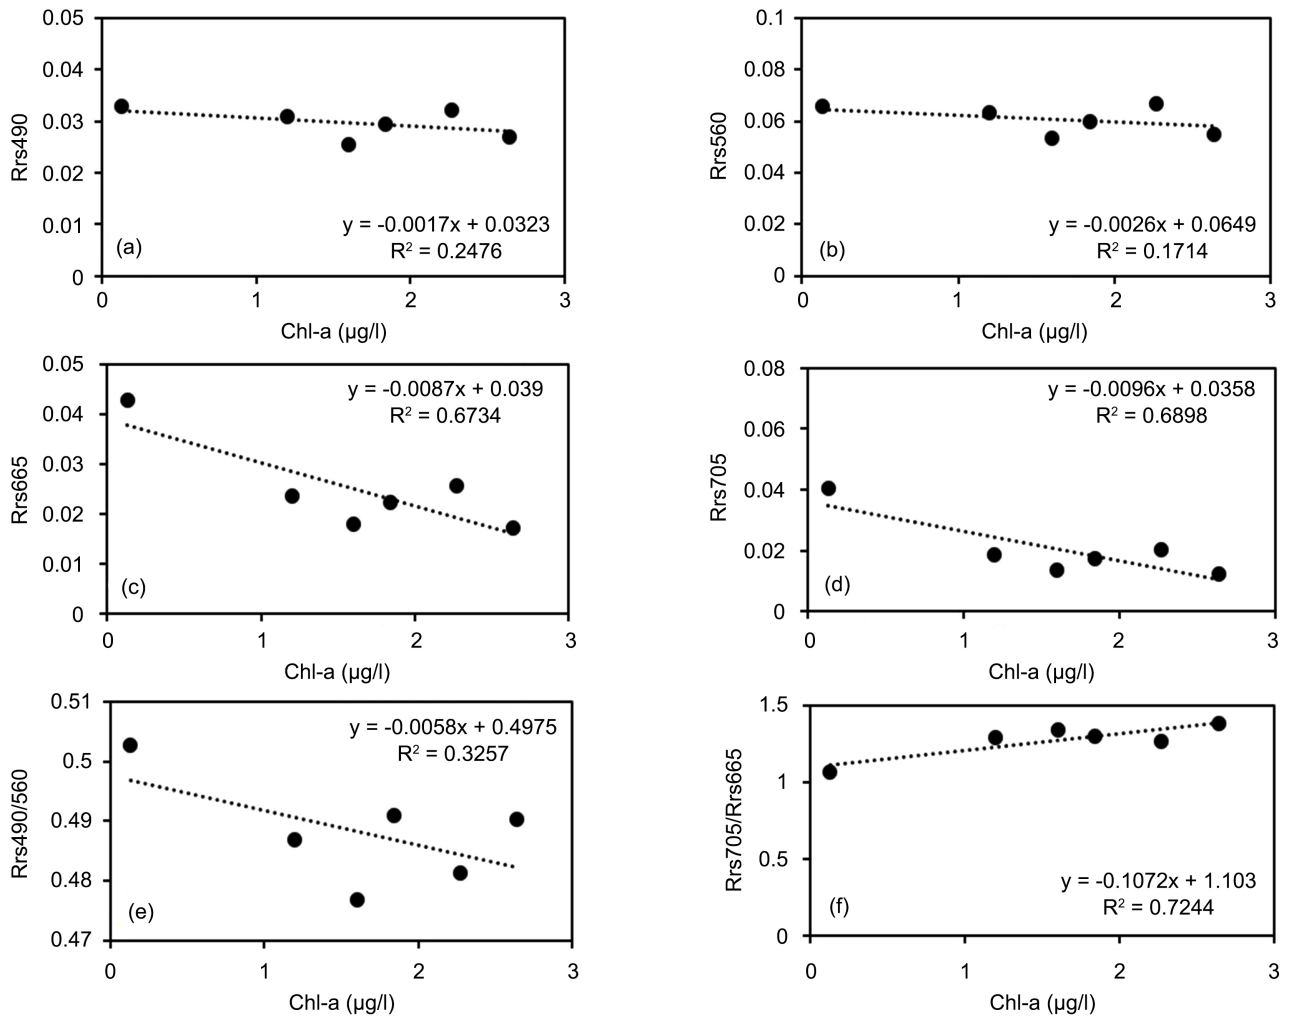 0.05
0.04
0.03
0.02
0.01
0
Rrs490
y = -0.0017x + 0.0323
R² = 0.2476
(a)
0 1 2 3
Chl-a (µg/l)
0.1
0.08
0.06
0.04
0.02
0
Rrs560
y = -0.0026x + 0.0649
R² = 0.1714
(b)
0 1 2 3
Chl-a (µg/l)
0.05
0.04
0.03
0.02
0.01
0
Rrs665
y = -0.0087x + 0.039
R² = 0.6734
(c)
0 1 2 3
Chl-a (µg/l)
0.08
0.06
0.04
0.02
0
Rrs705
y = -0.0096x + 0.0358
R² = 0.6898
(d)
0 1 2 3
Chl-a (µg/l)
0.51
0.5
0.49
0.48
0.47
Rrs490/560
y = -0.0058x + 0.4975
R² = 0.3257
(e)
0 1 2 3
Chl-a (µg/l)
1.5
1
0.5
0
Rrs705/Rrs665
y = -0.1072x + 1.103
R² = 0.7244
(f)
0 1 2 3
Chl-a (µg/l)